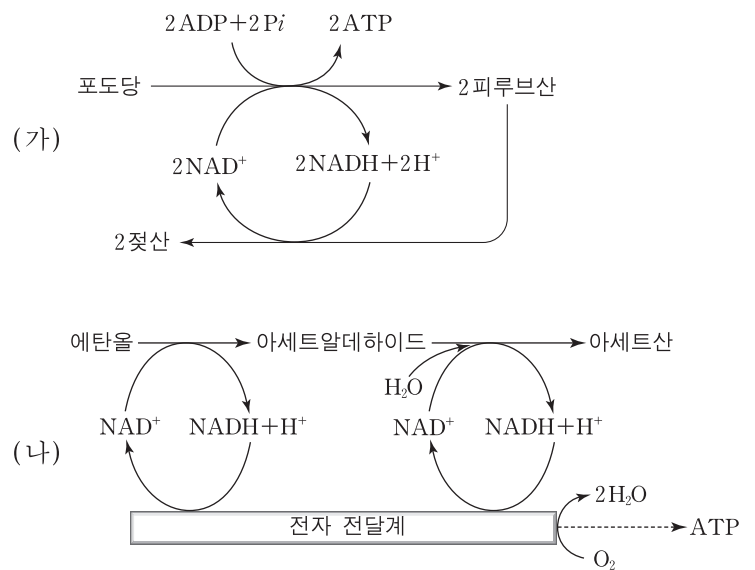 2ADP+2Pi 2ATP
포도당 2피루브산
(가)
2NAD⁺ 2NADH+2H⁺
2젖산
에탄올 아세트알데하이드 아세트산
H₂O
NAD⁺ NADH+H⁺ NAD⁺ NADH+H⁺
(나)
2H₂O
전자 전달계 ATP
O₂